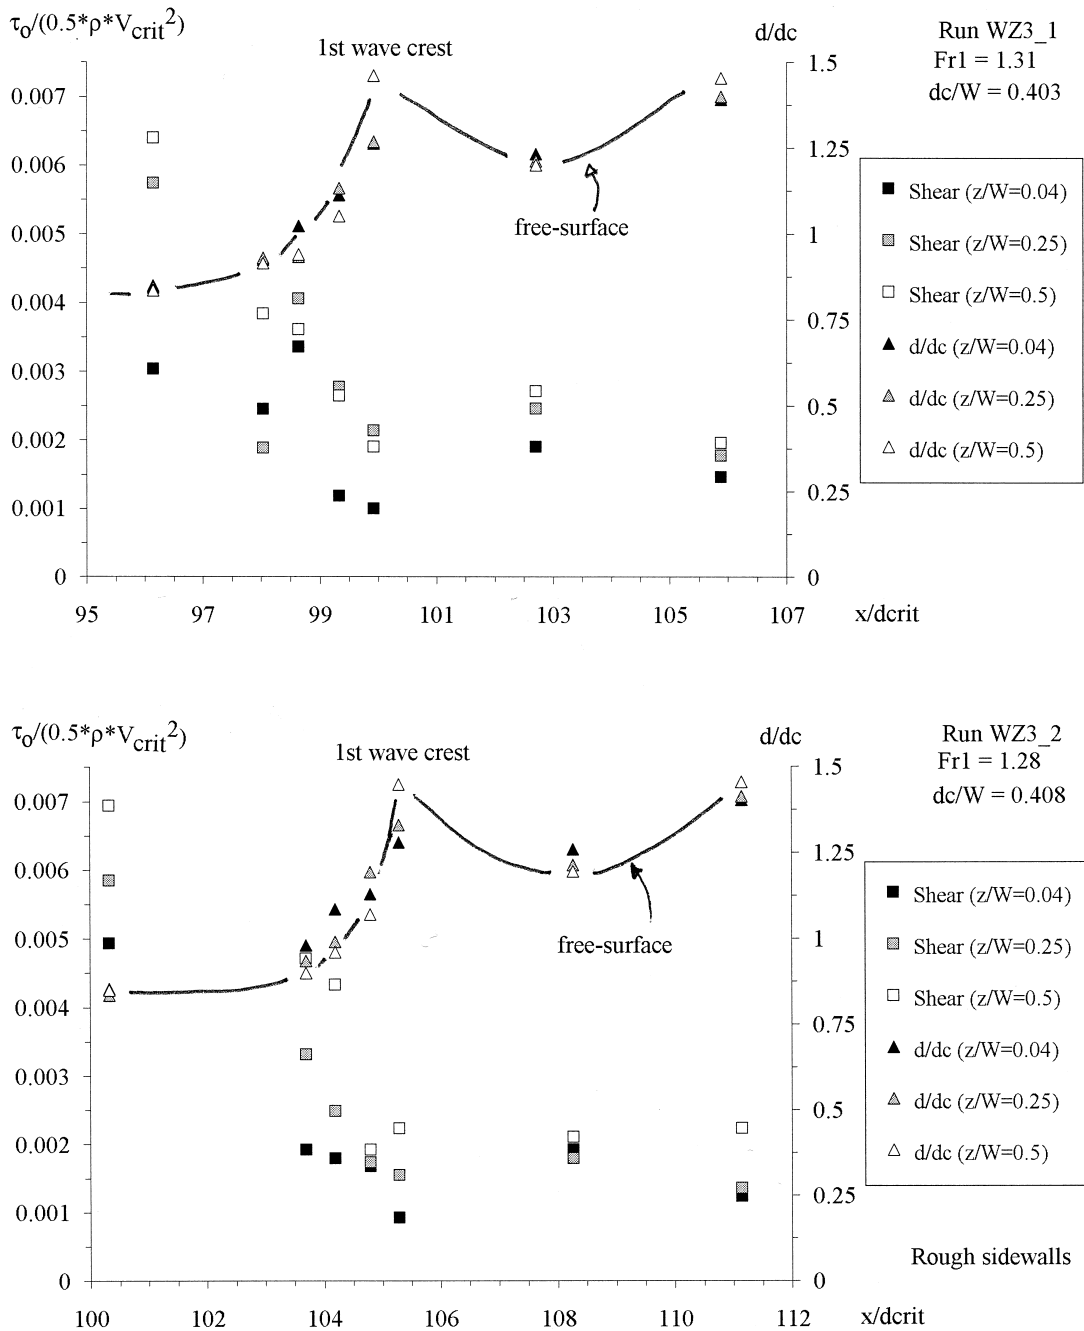 τo/(0.5*ρ*Vcrit²)
1st wave crest
d/dc
Run WZ3_1
Fr1 = 1.31
dc/W = 0.403
0.007
0.006
0.005
0.004
0.003
0.002
0.001
0
1.5
1.25
1
0.75
0.5
0.25
0
free-surface
Shear (z/W=0.04)
Shear (z/W=0.25)
Shear (z/W=0.5)
d/dc (z/W=0.04)
d/dc (z/W=0.25)
d/dc (z/W=0.5)
95 97 99 101 103 105 107 x/dcrit
τo/(0.5*ρ*Vcrit²)
1st wave crest
d/dc
Run WZ3_2
Fr1 = 1.28
dc/W = 0.408
0.007
0.006
0.005
0.004
0.003
0.002
0.001
0
1.5
1.25
1
0.75
0.5
0.25
0
free-surface
Shear (z/W=0.04)
Shear (z/W=0.25)
Shear (z/W=0.5)
d/dc (z/W=0.04)
d/dc (z/W=0.25)
d/dc (z/W=0.5)
Rough sidewalls
100 102 104 106 108 110 112 x/dcrit